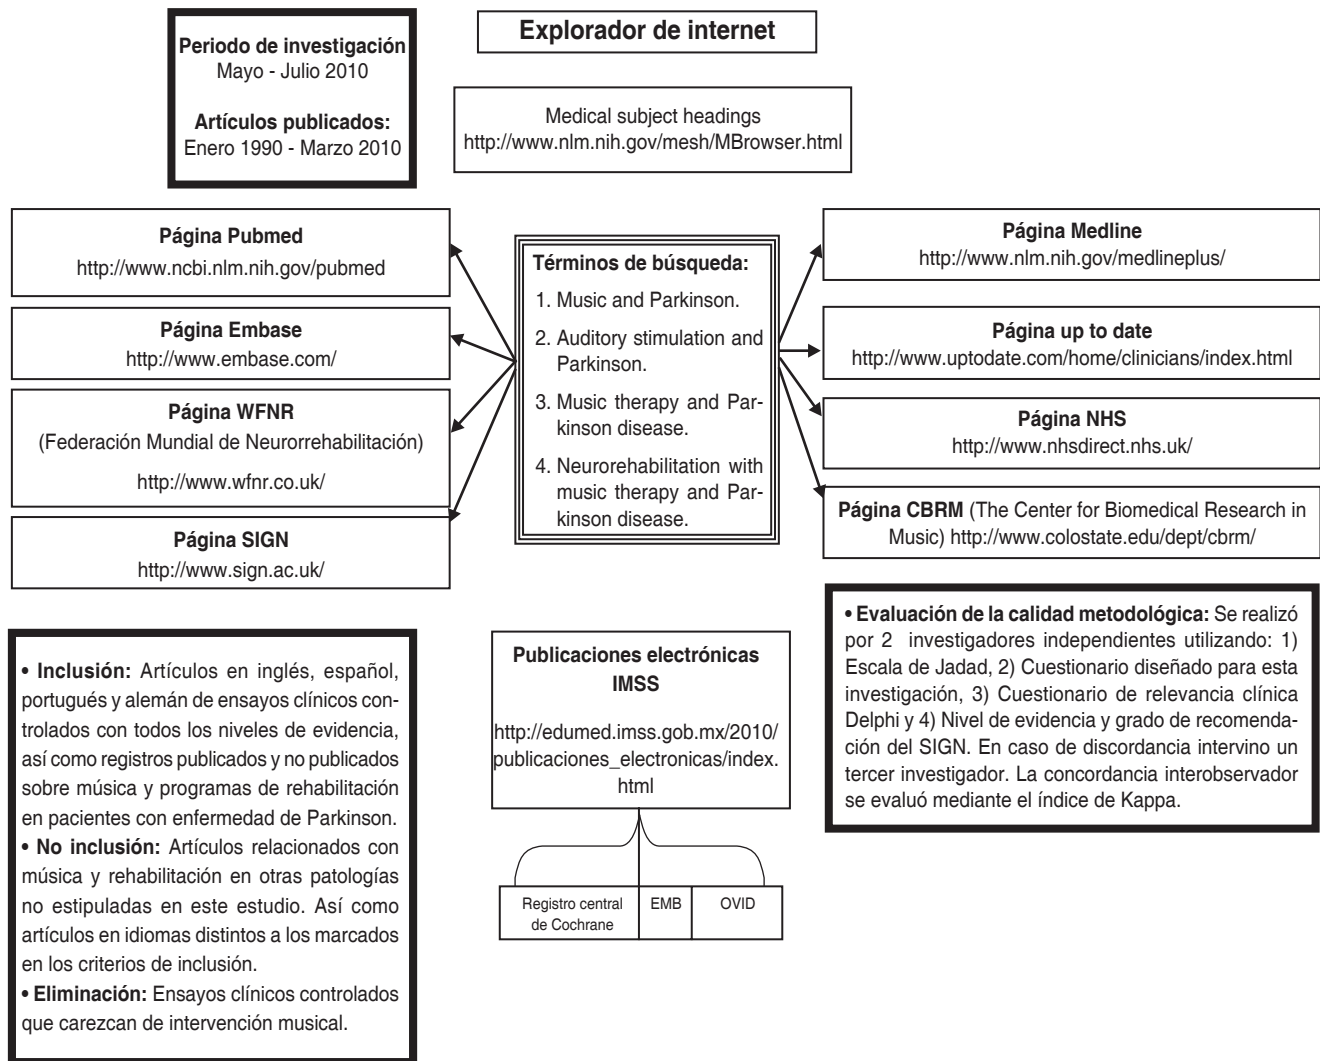 Periodo de investigación
Mayo - Julio 2010
Artículos publicados:
Enero 1990 - Marzo 2010
Explorador de internet
Medical subject headings
http://www.nlm.nih.gov/mesh/MBrowser.html
Página Pubmed
http://www.ncbi.nlm.nih.gov/pubmed
Página Embase
http://www.embase.com/
Página WFNR
(Federación Mundial de Neurorrehabilitación)
http://www.wfnr.co.uk/
Página SIGN
http://www.sign.ac.uk/
Términos de búsqueda:
1. Music and Parkinson.
2. Auditory stimulation and
Parkinson.
3. Music therapy and Par-
kinson disease.
4. Neurorehabilitation with
music therapy and Par-
kinson disease.
Página Medline
http://www.nlm.nih.gov/medlineplus/
Página up to date
http://www.uptodate.com/home/clinicians/index.html
Página NHS
http://www.nhsdirect.nhs.uk/
Página CBRM (The Center for Biomedical Research in
Music) http://www.colostate.edu/dept/cbrm/
• Inclusión: Artículos en inglés, español,
portugués y alemán de ensayos clínicos con-
trolados con todos los niveles de evidencia,
así como registros publicados y no publicados
sobre música y programas de rehabilitación
en pacientes con enfermedad de Parkinson.
• No inclusión: Artículos relacionados con
música y rehabilitación en otras patologías
no estipuladas en este estudio. Así como
artículos en idiomas distintos a los marcados
en los criterios de inclusión.
• Eliminación: Ensayos clínicos controlados
que carezcan de intervención musical.
Publicaciones electrónicas
IMSS
http://edumed.imss.gob.mx/2010/
publicaciones_electronicas/index.
html
Registro central
de Cochrane
EMB
OVID
• Evaluación de la calidad metodológica: Se realizó
por 2 investigadores independientes utilizando: 1)
Escala de Jadad, 2) Cuestionario diseñado para esta
investigación, 3) Cuestionario de relevancia clínica
Delphi y 4) Nivel de evidencia y grado de recomenda-
ción del SIGN. En caso de discordancia intervino un
tercer investigador. La concordancia interobservador
se evaluó mediante el índice de Kappa.